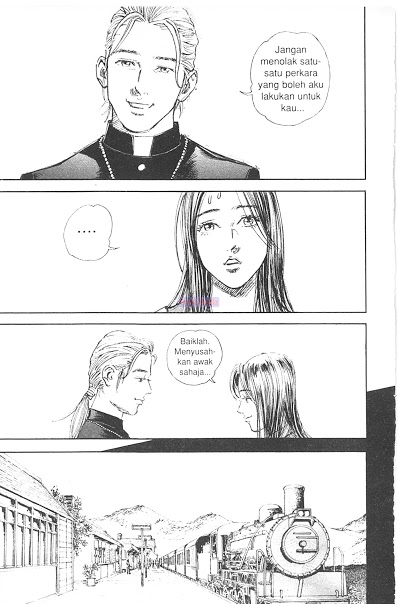 Jangan
menolak satu-
satu perkara
yang boleh aku
lakukan untuk
kau...
....
Baiklah.
Menyusah-
kan awak
sahaja...